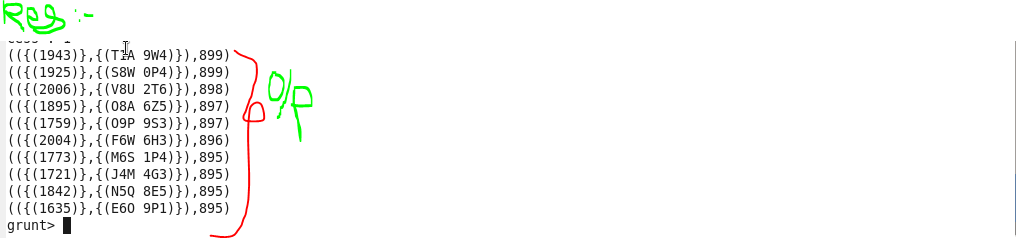 Res :-
(({(1943)},{(T1A 9W4)}),899)
(({(1925)},{(S8W 0P4)}),899)
(({(2006)},{(V8U 2T6)}),898)
(({(1895)},{(O8A 6Z5)}),897)
(({(1759)},{(O9P 9S3)}),897)
(({(2004)},{(F6W 6H3)}),896)
(({(1773)},{(M6S 1P4)}),895)
(({(1721)},{(J4M 4G3)}),895)
(({(1842)},{(N5Q 8E5)}),895)
(({(1635)},{(E6O 9P1)}),895)
grunt>
O/P